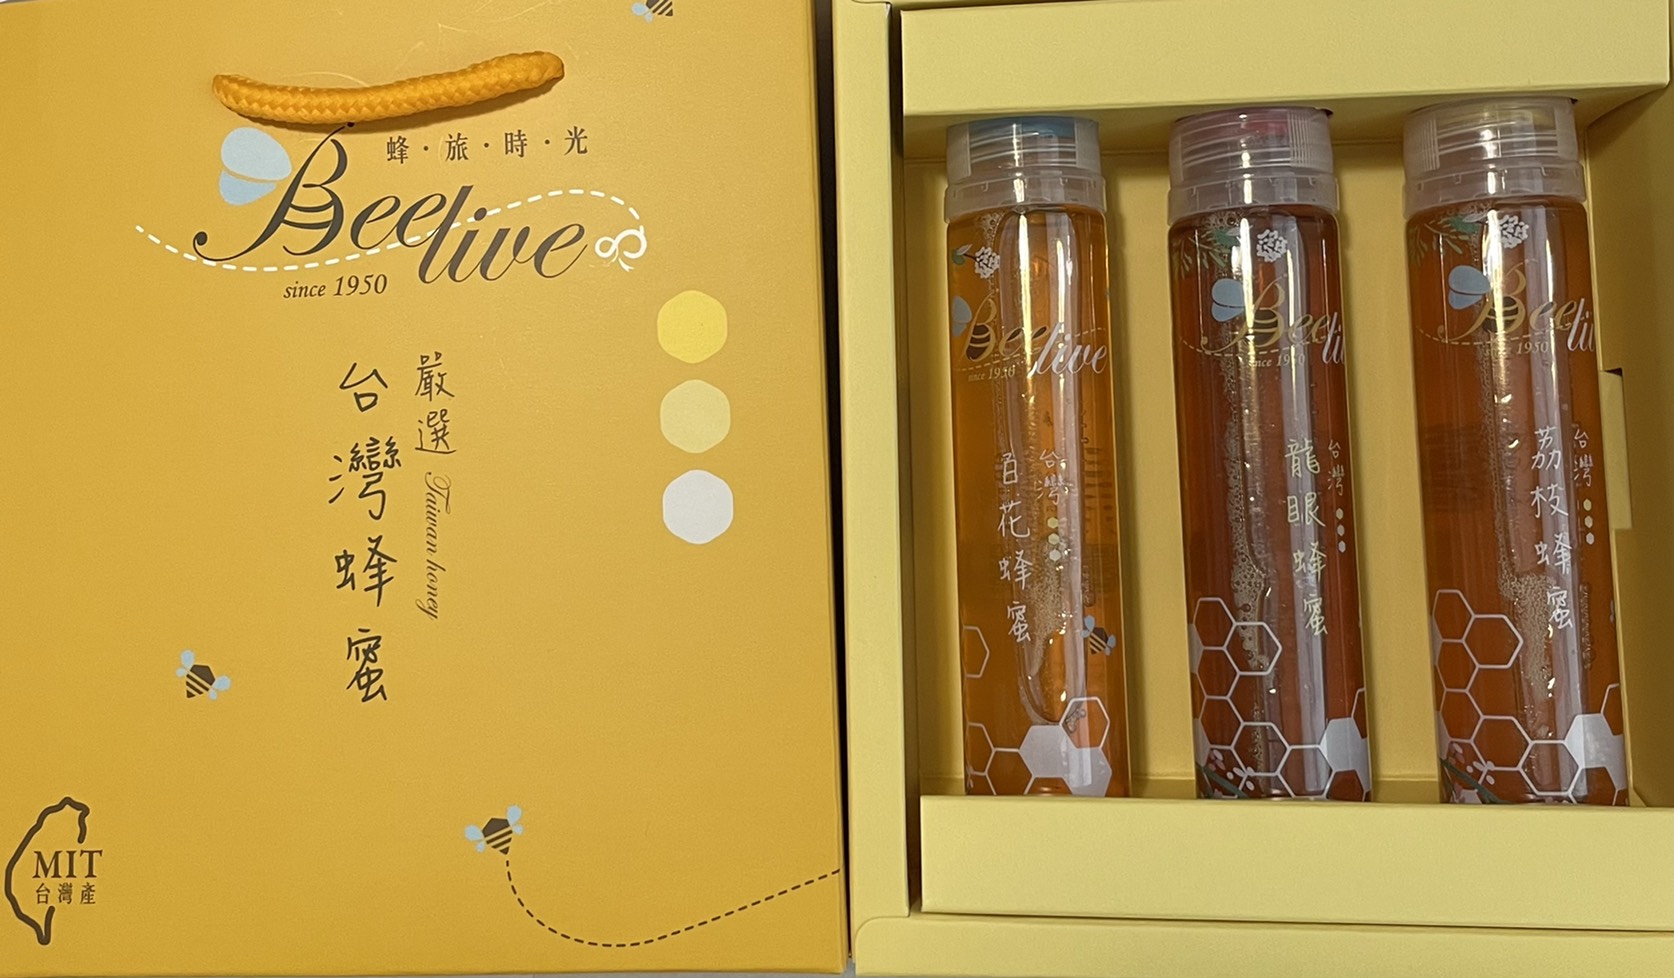 蜂·旅·時·光
Beelive
since 1950
嚴選 Taiwan honey
台灣蜂蜜
MIT
台灣產
Beelive
since 1950
台灣
百花蜂蜜
Beeli
since 1950
台灣
龍眼蜂蜜
Beeli
since 1950
台灣
荔枝蜂蜜